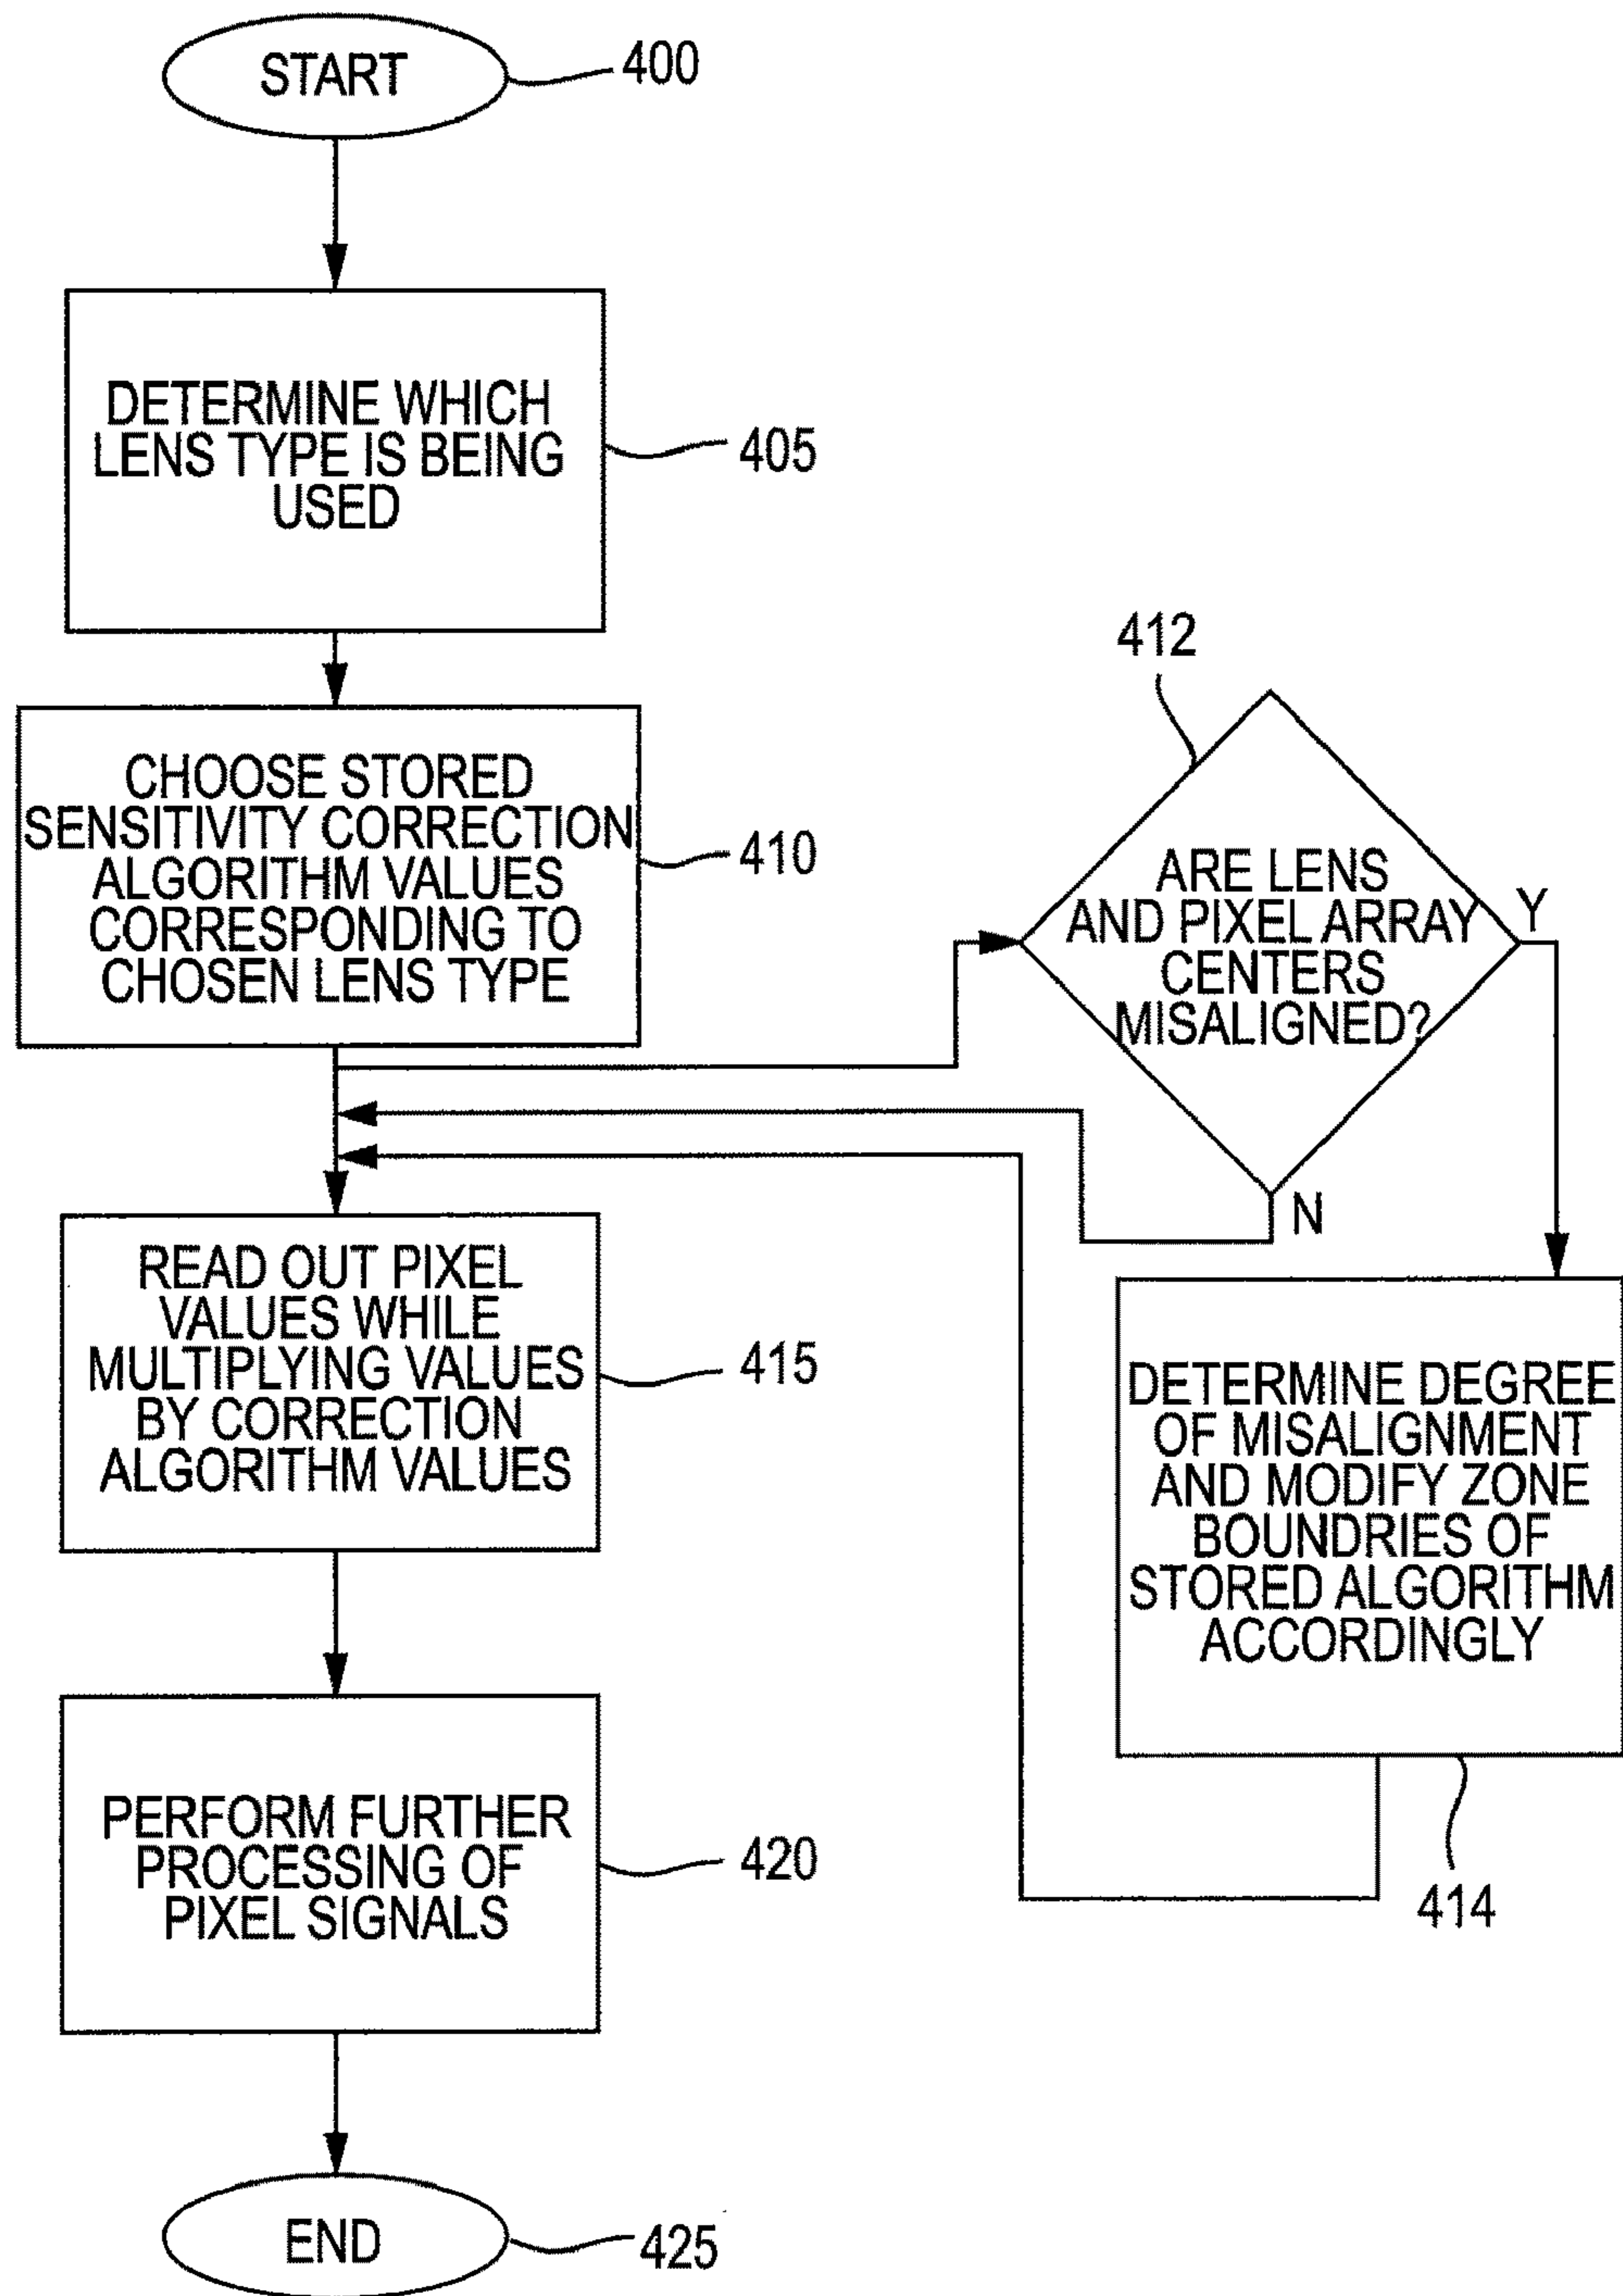 START
400
DETERMINE WHICH
LENS TYPE IS BEING
USED
405
CHOOSE STORED
SENSITIVITY CORRECTION
ALGORITHM VALUES
CORRESPONDING TO
CHOSEN LENS TYPE
410
412
ARE LENS
AND PIXEL ARRAY
CENTERS
MISALIGNED?
Y
N
READ OUT PIXEL
VALUES WHILE
MULTIPLYING VALUES
BY CORRECTION
ALGORITHM VALUES
415
DETERMINE DEGREE
OF MISALIGNMENT
AND MODIFY ZONE
BOUNDRIES OF
STORED ALGORITHM
ACCORDINGLY
414
PERFORM FURTHER
PROCESSING OF
PIXEL SIGNALS
420
END
425